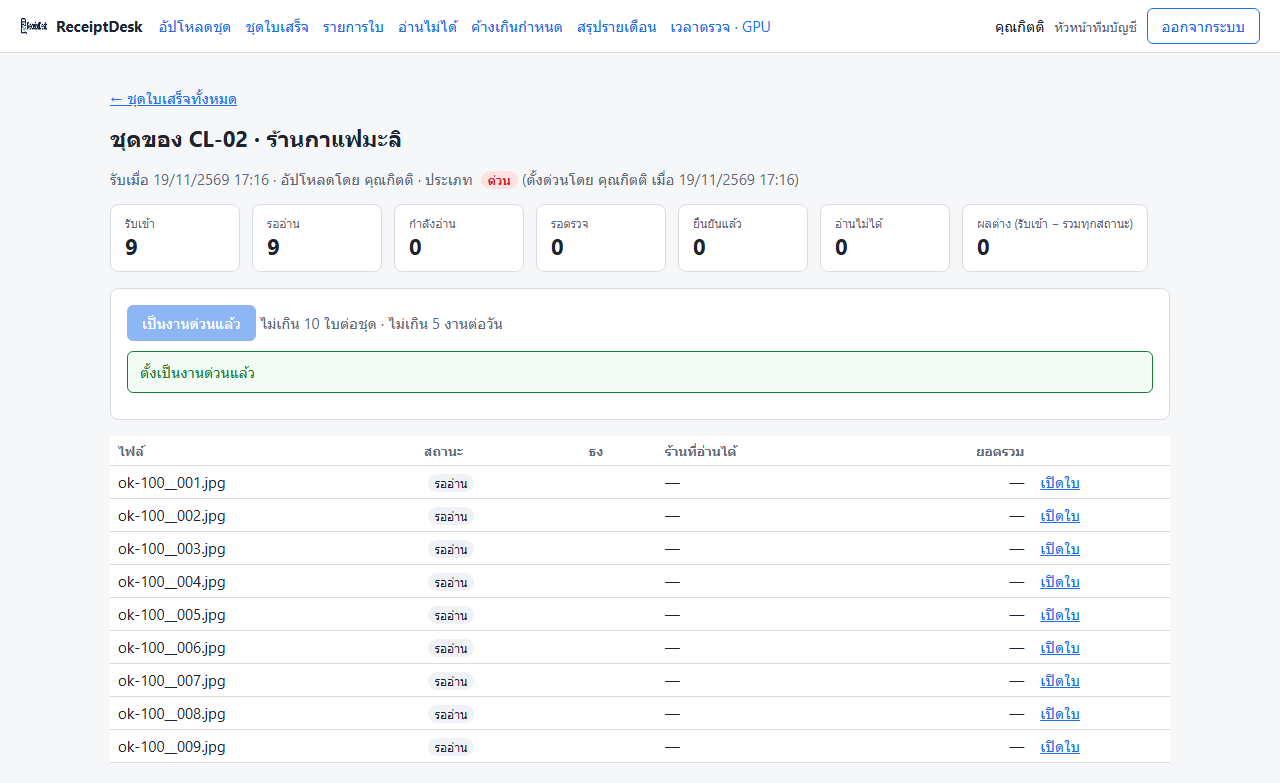 ReceiptDesk อัปโหลดชุด ชุดใบเสร็จ รายการใบ อ่านไม่ได้ ค้างเกินกำหนด สรุปรายเดือน เวลาตรวจ · GPU คุณกิตติ หัวหน้าทีมบัญชี ออกจากระบบ
← ชุดใบเสร็จทั้งหมด
ชุดของ CL-02 · ร้านกาแฟมะลิ
รับเมื่อ 19/11/2569 17:16 · อัปโหลดโดย คุณกิตติ · ประเภท ด่วน (ตั้งด่วนโดย คุณกิตติ เมื่อ 19/11/2569 17:16)
รับเข้า รออ่าน กำลังอ่าน รอตรวจ ยืนยันแล้ว อ่านไม่ได้ ผลต่าง (รับเข้า − รวมทุกสถานะ)
9 9 0 0 0 0 0
เป็นงานด่วนแล้ว ไม่เกิน 10 ใบต่อชุด · ไม่เกิน 5 งานต่อวัน
ตั้งเป็นงานด่วนแล้ว
ไฟล์ สถานะ ธง ร้านที่อ่านได้ ยอดรวม
ok-100__001.jpg รออ่าน — — เปิดใบ
ok-100__002.jpg รออ่าน — — เปิดใบ
ok-100__003.jpg รออ่าน — — เปิดใบ
ok-100__004.jpg รออ่าน — — เปิดใบ
ok-100__005.jpg รออ่าน — — เปิดใบ
ok-100__006.jpg รออ่าน — — เปิดใบ
ok-100__007.jpg รออ่าน — — เปิดใบ
ok-100__008.jpg รออ่าน — — เปิดใบ
ok-100__009.jpg รออ่าน — — เปิดใบ